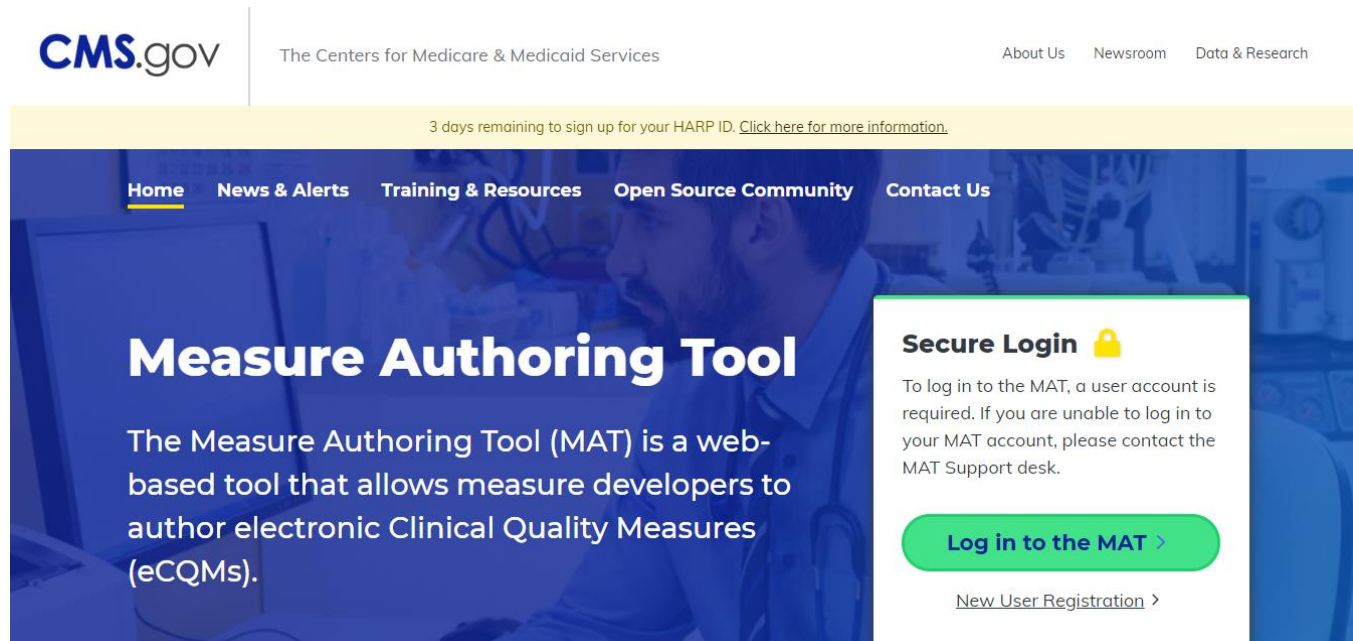 CMS.gov
The Centers for Medicare & Medicaid Services
About Us Newsroom Data & Research
3 days remaining to sign up for your HARP ID. Click here for more information.
Home News & Alerts Training & Resources Open Source Community Contact Us
Measure Authoring Tool
The Measure Authoring Tool (MAT) is a web-
based tool that allows measure developers to
author electronic Clinical Quality Measures
(eCQMs).
Secure Login
To log in to the MAT, a user account is
required. If you are unable to log in to
your MAT account, please contact the
MAT Support desk.
Log in to the MAT >
New User Registration >